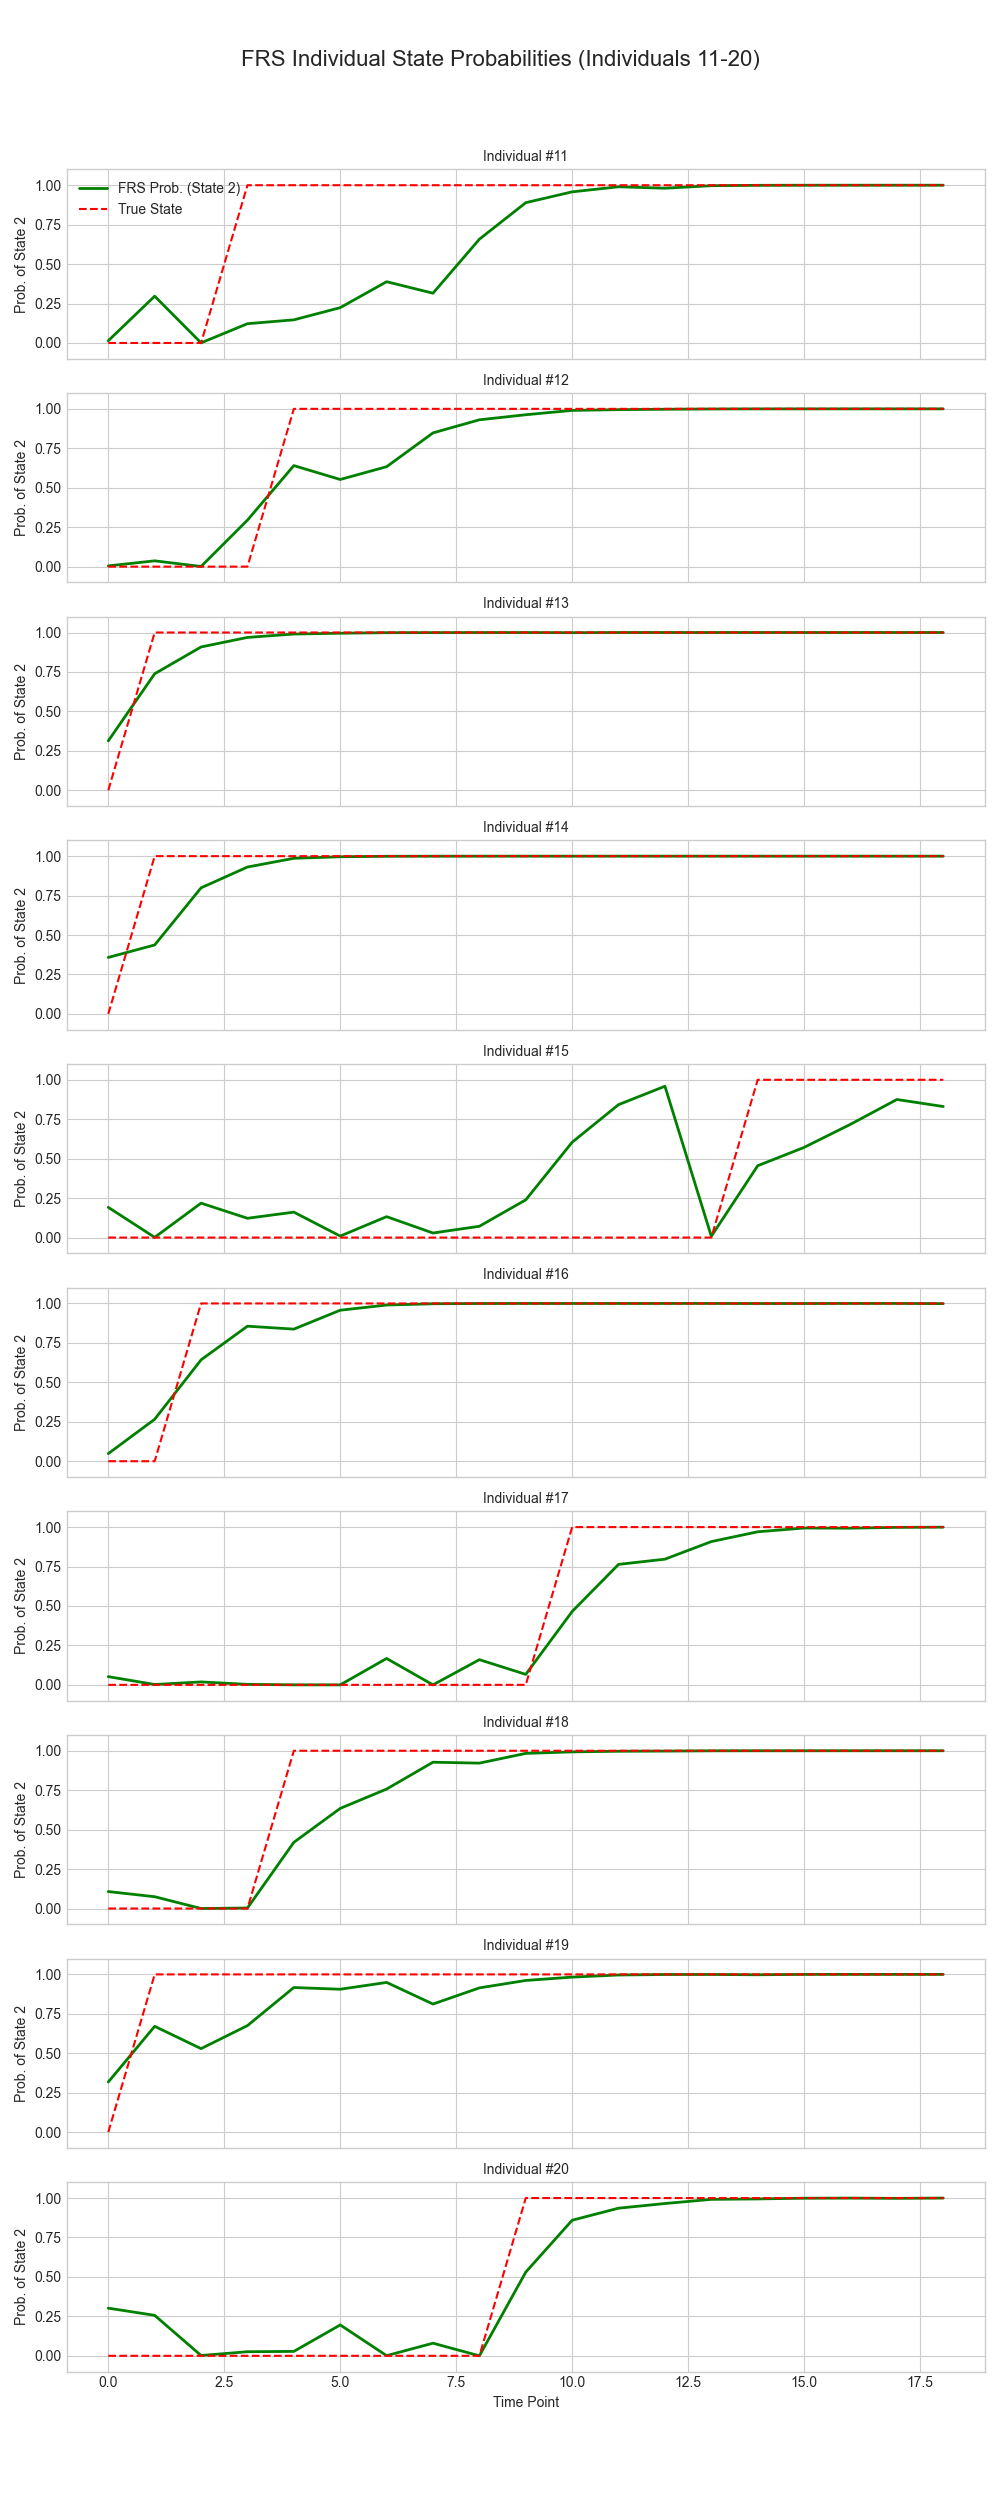 FRS Individual State Probabilities (Individuals 11-20)
Individual #11
FRS Prob. (State 2)
True State
Prob. of State 2
1.00
0.75
0.50
0.25
0.00
Individual #12
Prob. of State 2
1.00
0.75
0.50
0.25
0.00
Individual #13
Prob. of State 2
1.00
0.75
0.50
0.25
0.00
Individual #14
Prob. of State 2
1.00
0.75
0.50
0.25
0.00
Individual #15
Prob. of State 2
1.00
0.75
0.50
0.25
0.00
Individual #16
Prob. of State 2
1.00
0.75
0.50
0.25
0.00
Individual #17
Prob. of State 2
1.00
0.75
0.50
0.25
0.00
Individual #18
Prob. of State 2
1.00
0.75
0.50
0.25
0.00
Individual #19
Prob. of State 2
1.00
0.75
0.50
0.25
0.00
Individual #20
Prob. of State 2
1.00
0.75
0.50
0.25
0.00
0.0 2.5 5.0 7.5 10.0 12.5 15.0 17.5
Time Point